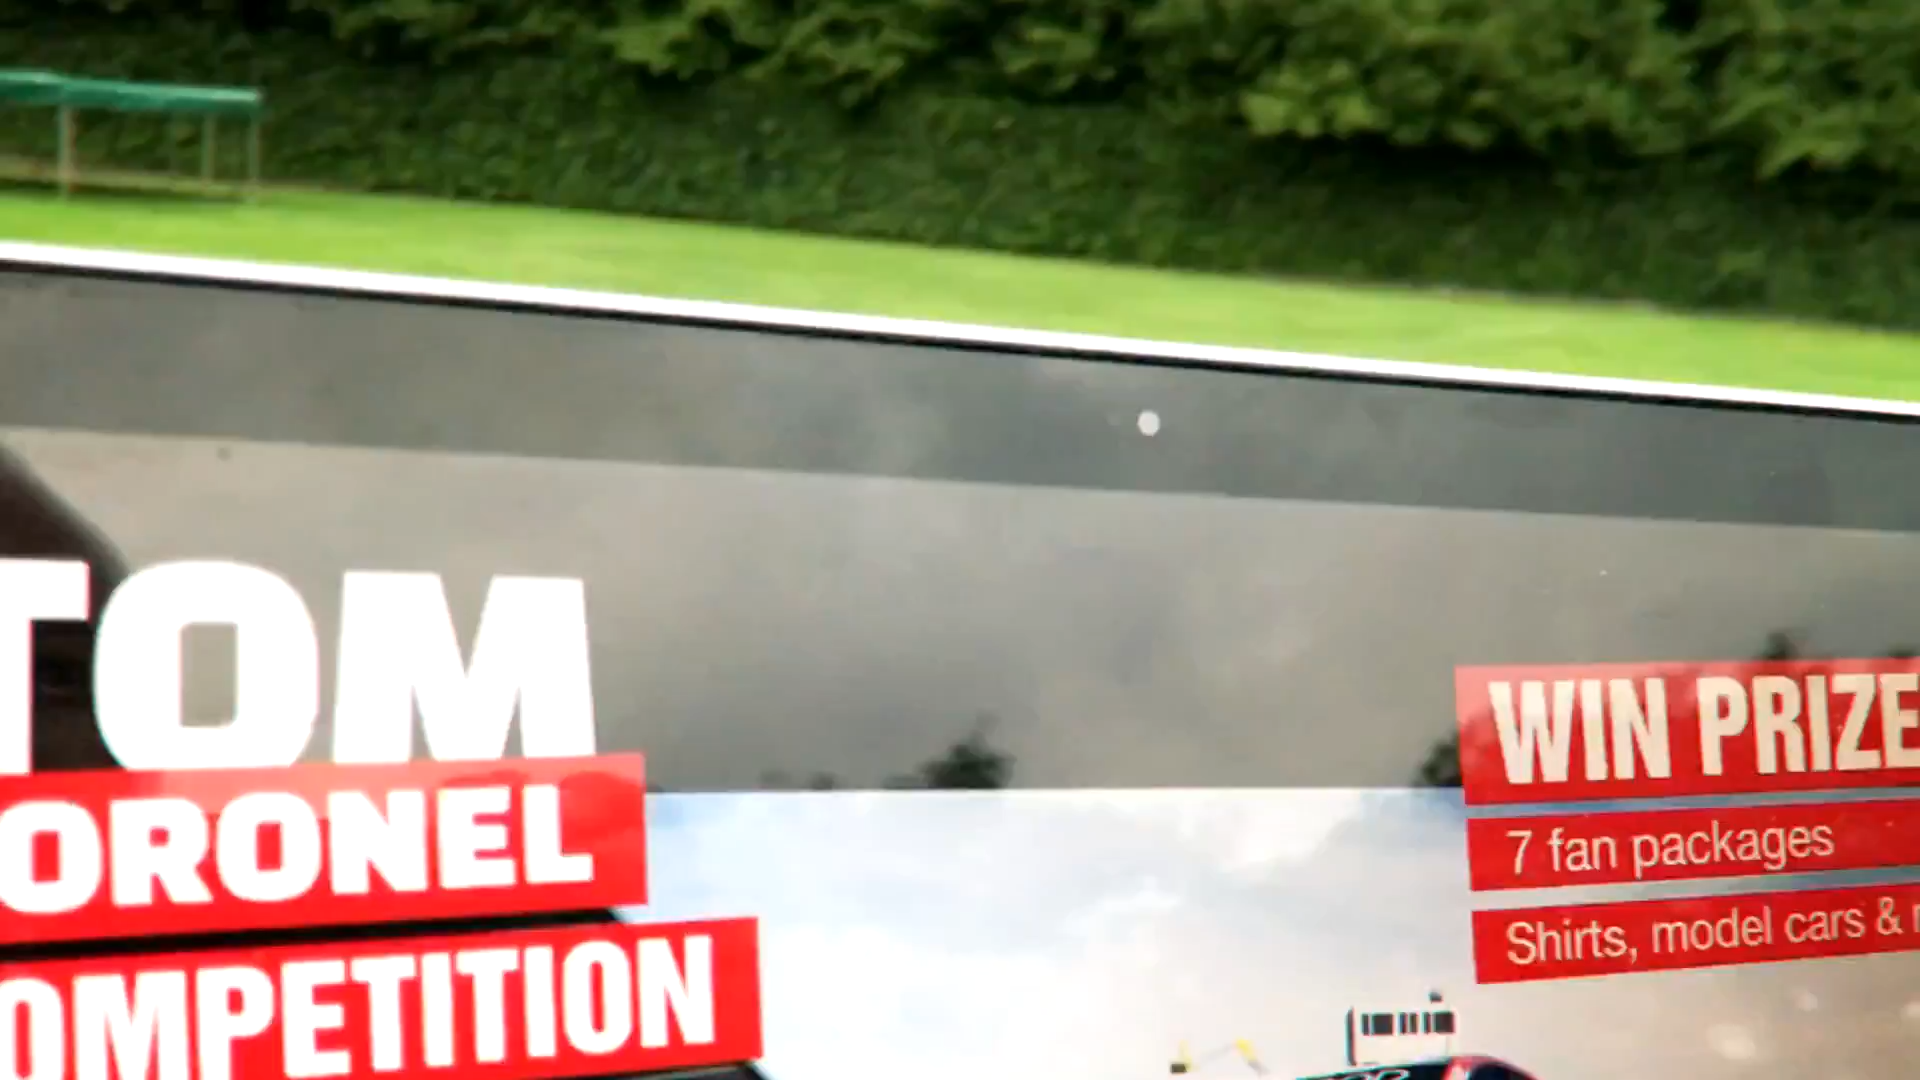 TOM
ORONEL
OMPETITION
WIN PRIZE
7 fan packages
Shirts, model cars &